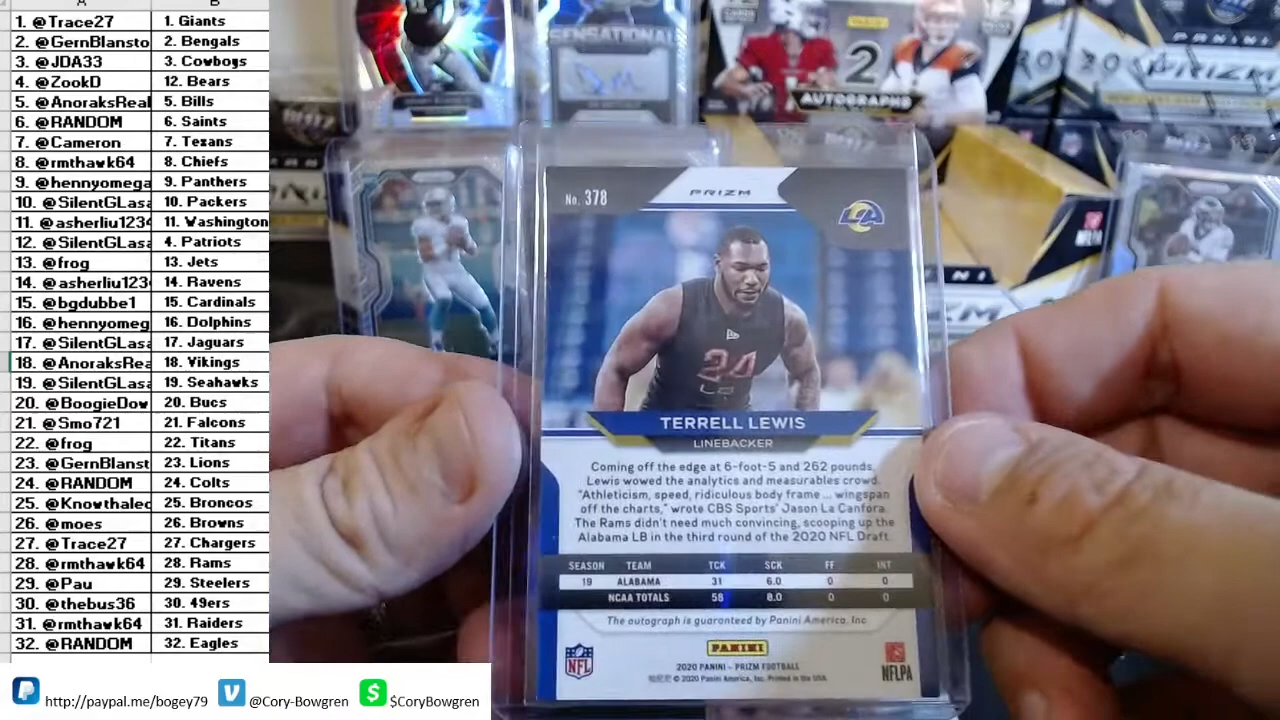 A B
1. @Trace27 1. Giants
2. @GernBlansto 2. Bengals
3. @JDA33 3. Cowboys
4. @ZookD 12. Bears
5. @AnoraksReal 5. Bills
6. @RANDOM 6. Saints
7. @Cameron 7. Texans
8. @rmthawk64 8. Chiefs
9. @hennyomega 9. Panthers
10. @SilentGLasa 10. Packers
11. @asherliu1234 11. Washington
12. @SilentGLasa 4. Patriots
13. @frog 13. Jets
14. @asherliu123 14. Ravens
15. @bgdubbe1 15. Cardinals
16. @hennyomeg 16. Dolphins
17. @SilentGLasa 17. Jaguars
18. @AnoraksRea 18. Vikings
19. @SilentGLasa 19. Seahawks
20. @BoogieDow 20. Bucs
21. @Smo721 21. Falcons
22. @frog 22. Titans
23. @GernBlanst 23. Lions
24. @RANDOM 24. Colts
25. @Knowthaled 25. Broncos
26. @moes 26. Browns
27. @Trace27 27. Chargers
28. @rmthawk64 28. Rams
29. @Pau 29. Steelers
30. @thebus36 30. 49ers
31. @rmthawk64 31. Raiders
32. @RANDOM 32. Eagles
http://paypal.me/bogey79 @Cory-Bowgren $CoryBowgren
SENSATIONAL
PANINI
2
AUTOGRAPHS
PANINI
PRIZM
No. 378
PRIZM
LA
24
TERRELL LEWIS
LINEBACKER
Coming off the edge at 6-foot-5 and 262 pounds,
Lewis wowed the analytics and measurables crowd.
"Athleticism, speed, ridiculous body frame ... wingspan
off the charts," wrote CBS Sports' Jason La Canfora.
The Rams didn't need much convincing, scooping up the
Alabama LB in the third round of the 2020 NFL Draft.
SEASON TEAM TCK SCK FF INT
19 ALABAMA 31 6.0 0 0
NCAA TOTALS 58 8.0 0 0
The autograph is guaranteed by Panini America, Inc.
NFL
PANINI
2020 PANINI - PRIZM FOOTBALL
© 2020 Panini America, Inc. Printed in the USA.
NFLPA